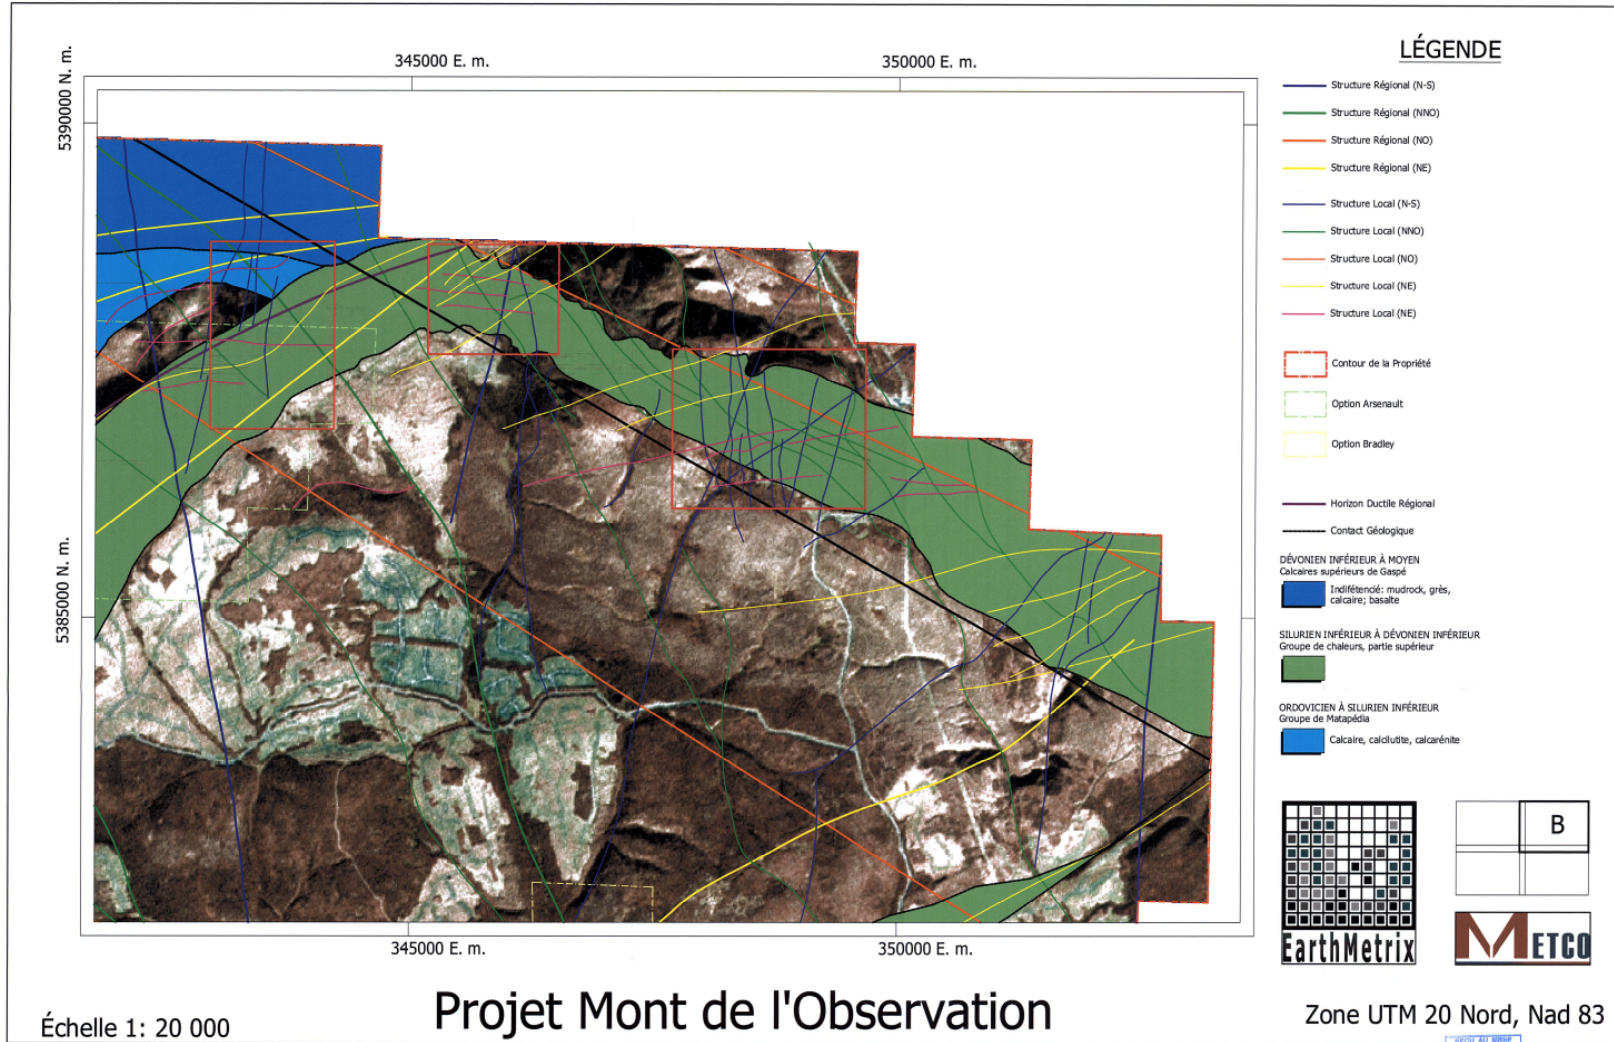 LÉGENDE
345000 E. m.
350000 E. m.
5390000 N. m.
5385000 N. m.
Structure Régional (N-S)
Structure Régional (NNO)
Structure Régional (NO)
Structure Régional (NE)
Structure Local (N-S)
Structure Local (NNO)
Structure Local (NO)
Structure Local (NE)
Structure Local (NE)
Contour de la Propriété
Option Arsenault
Option Bradley
Horizon Ductile Régional
Contact Géologique
DÉVONIEN INFÉRIEUR À MOYEN
Calcaires supérieurs de Gaspé
Indifétencié: mudrock, grès,
calcaire; basalte
SILURIEN INFÉRIEUR À DÉVONIEN INFÉRIEUR
Groupe de chaleurs, partie supérieur
ORDOVICIEN À SILURIEN INFÉRIEUR
Groupe de Matapédia
Calcaire, calcilutite, calcarénite
B
EarthMetrix
METCO
345000 E. m.
350000 E. m.
Échelle 1: 20 000
Projet Mont de l'Observation
Zone UTM 20 Nord, Nad 83